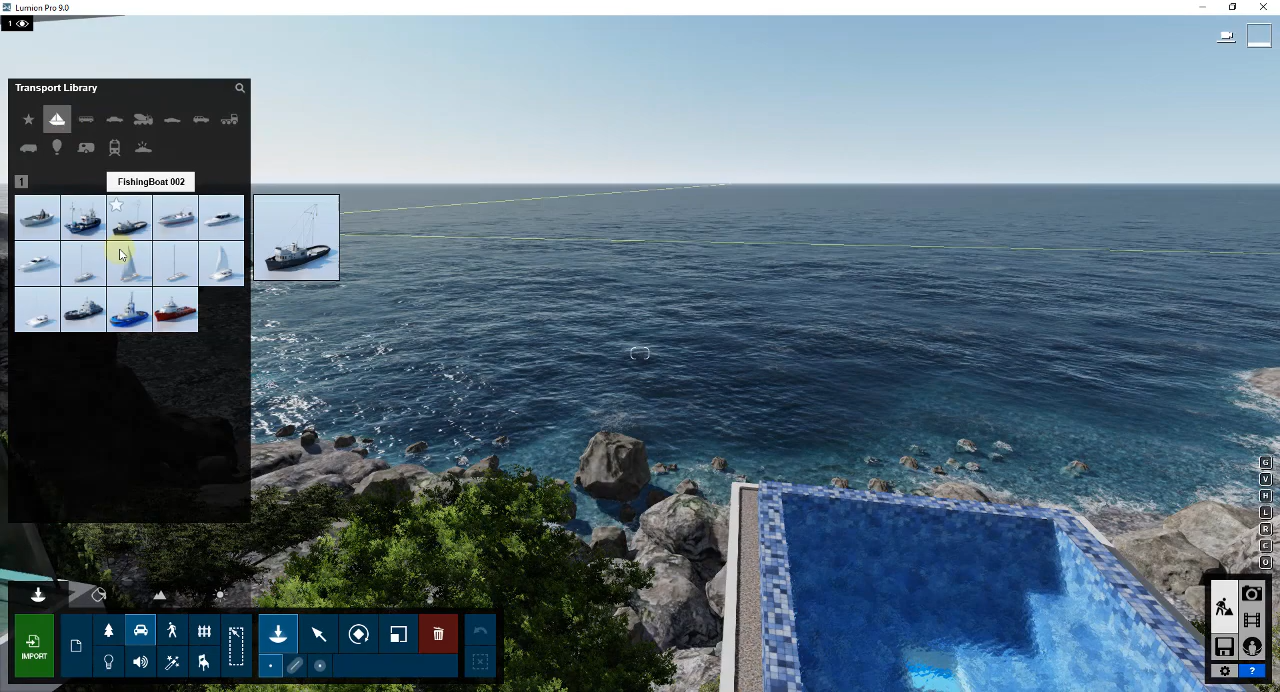 Lumion Pro 9.0
1
Transport Library
1
FishingBoat 002
G
V
H
L
R
C
O
IMPORT
?